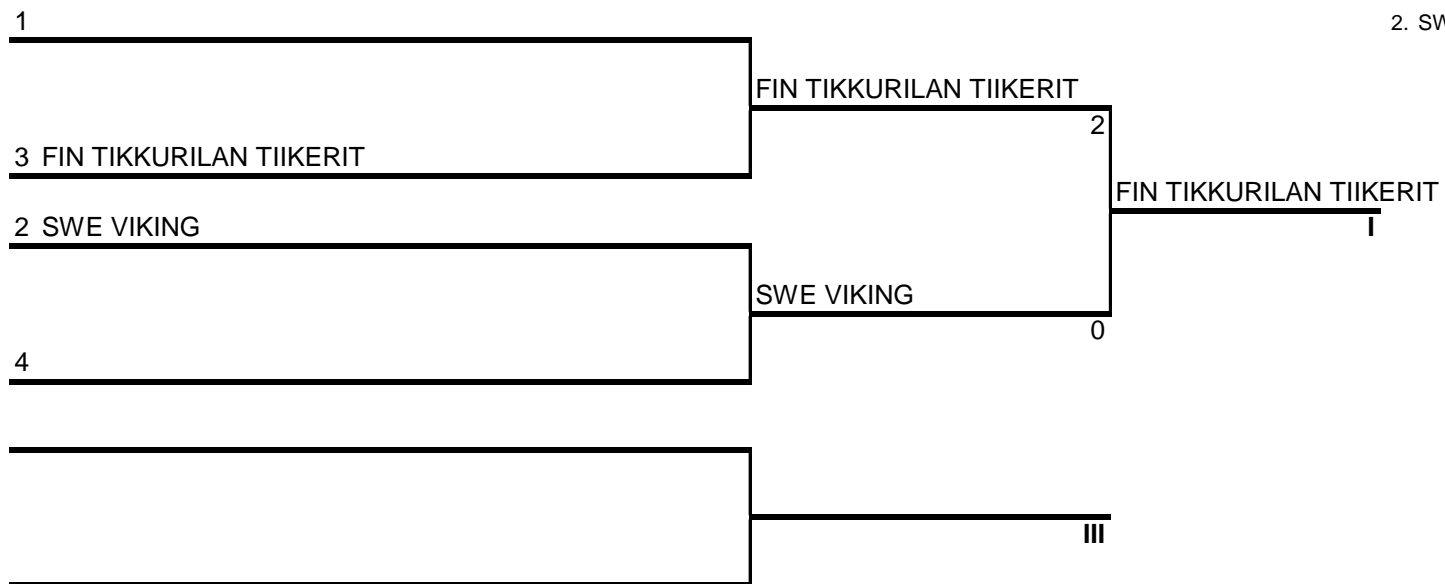 1
2. SW
FIN TIKKURILAN TIIKERIT
2
3 FIN TIKKURILAN TIIKERIT
FIN TIKKURILAN TIIKERIT
I
2 SWE VIKING
SWE VIKING
0
4
III